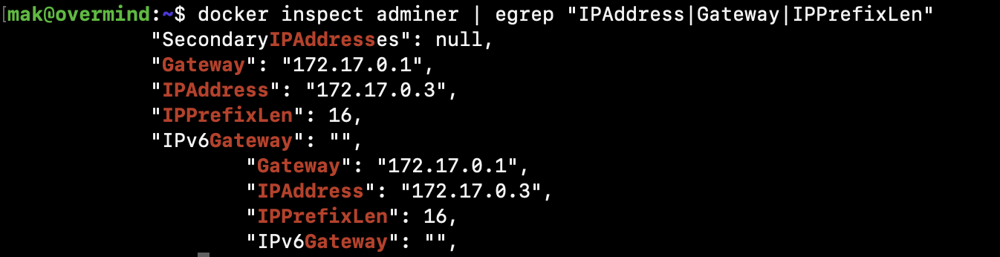 mak@overmind:~$ docker inspect adminer | egrep "IPAddress|Gateway|IPPrefixLen"
"SecondaryIPAddresses": null,
"Gateway": "172.17.0.1",
"IPAddress": "172.17.0.3",
"IPPrefixLen": 16,
"IPv6Gateway": "",
"Gateway": "172.17.0.1",
"IPAddress": "172.17.0.3",
"IPPrefixLen": 16,
"IPv6Gateway": "",